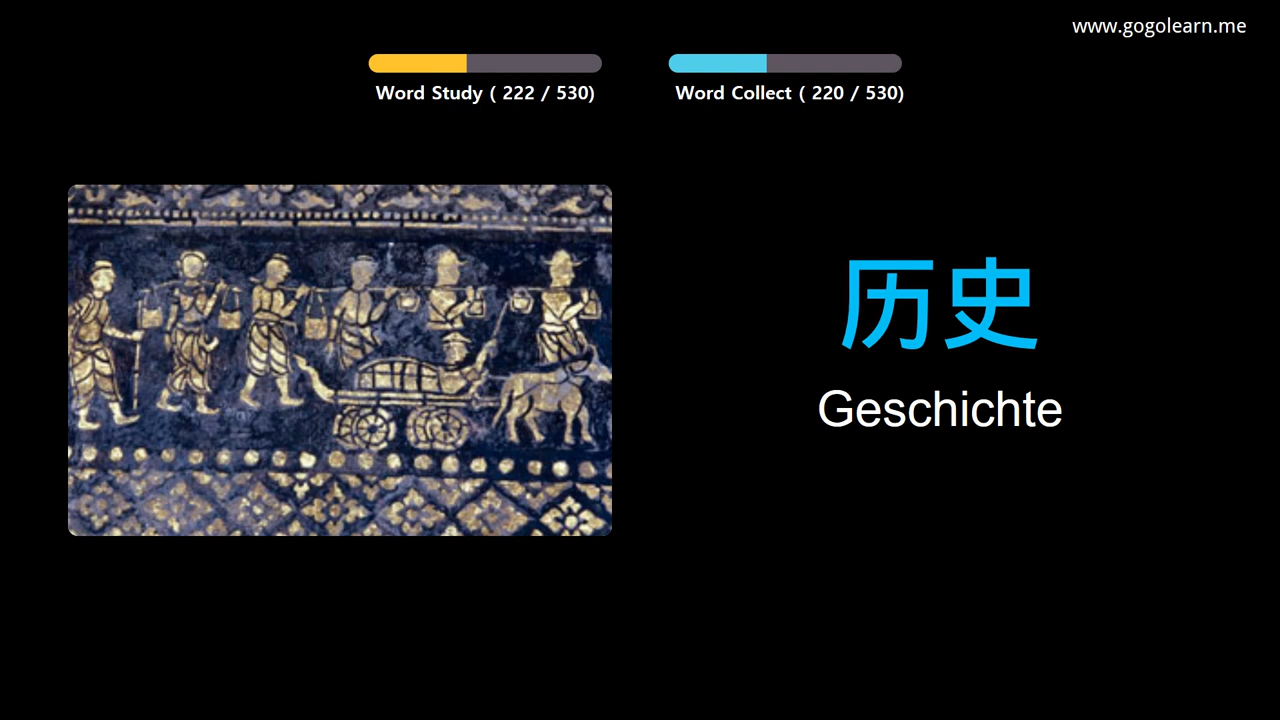 www.gogolearn.me
Word Study ( 222 / 530)
Word Collect ( 220 / 530)
历史
Geschichte